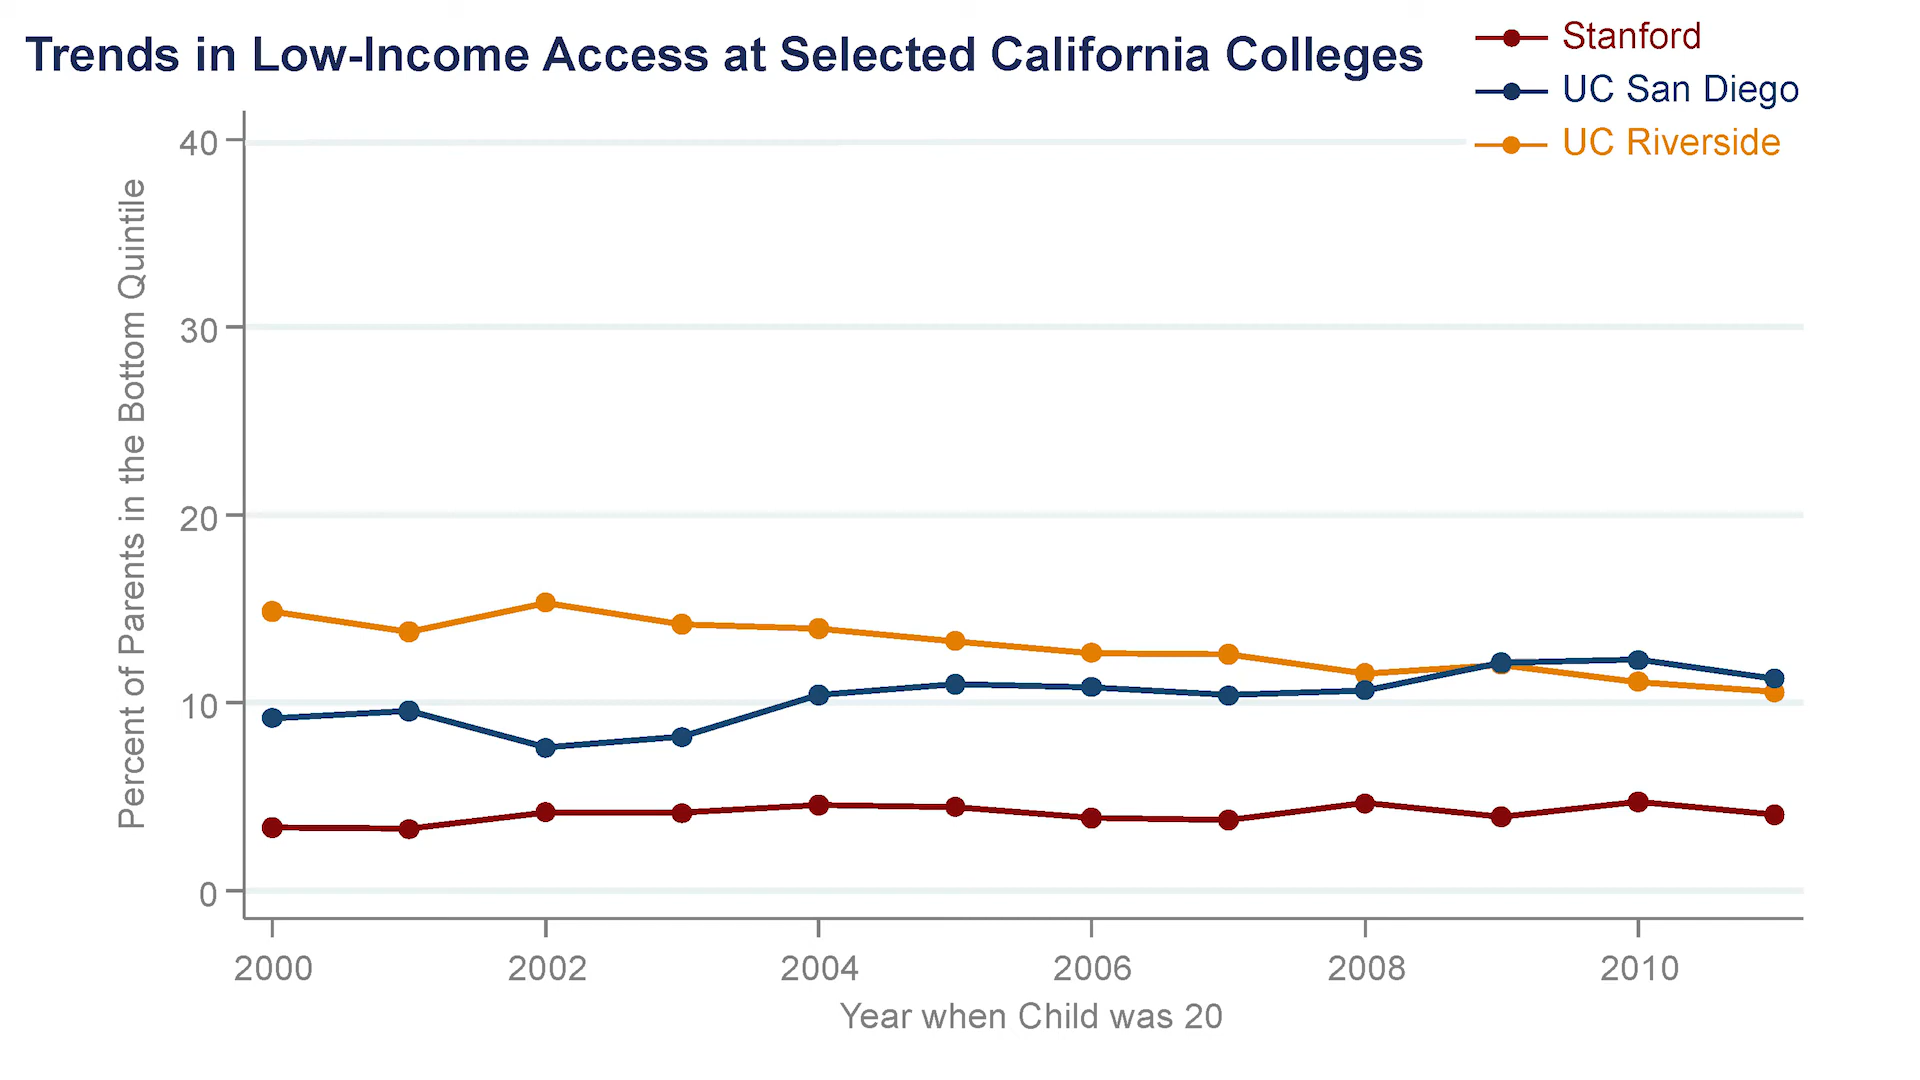 Trends in Low-Income Access at Selected California Colleges
Stanford
UC San Diego
UC Riverside
Percent of Parents in the Bottom Quintile
40
30
20
10
0
2000 2002 2004 2006 2008 2010
Year when Child was 20